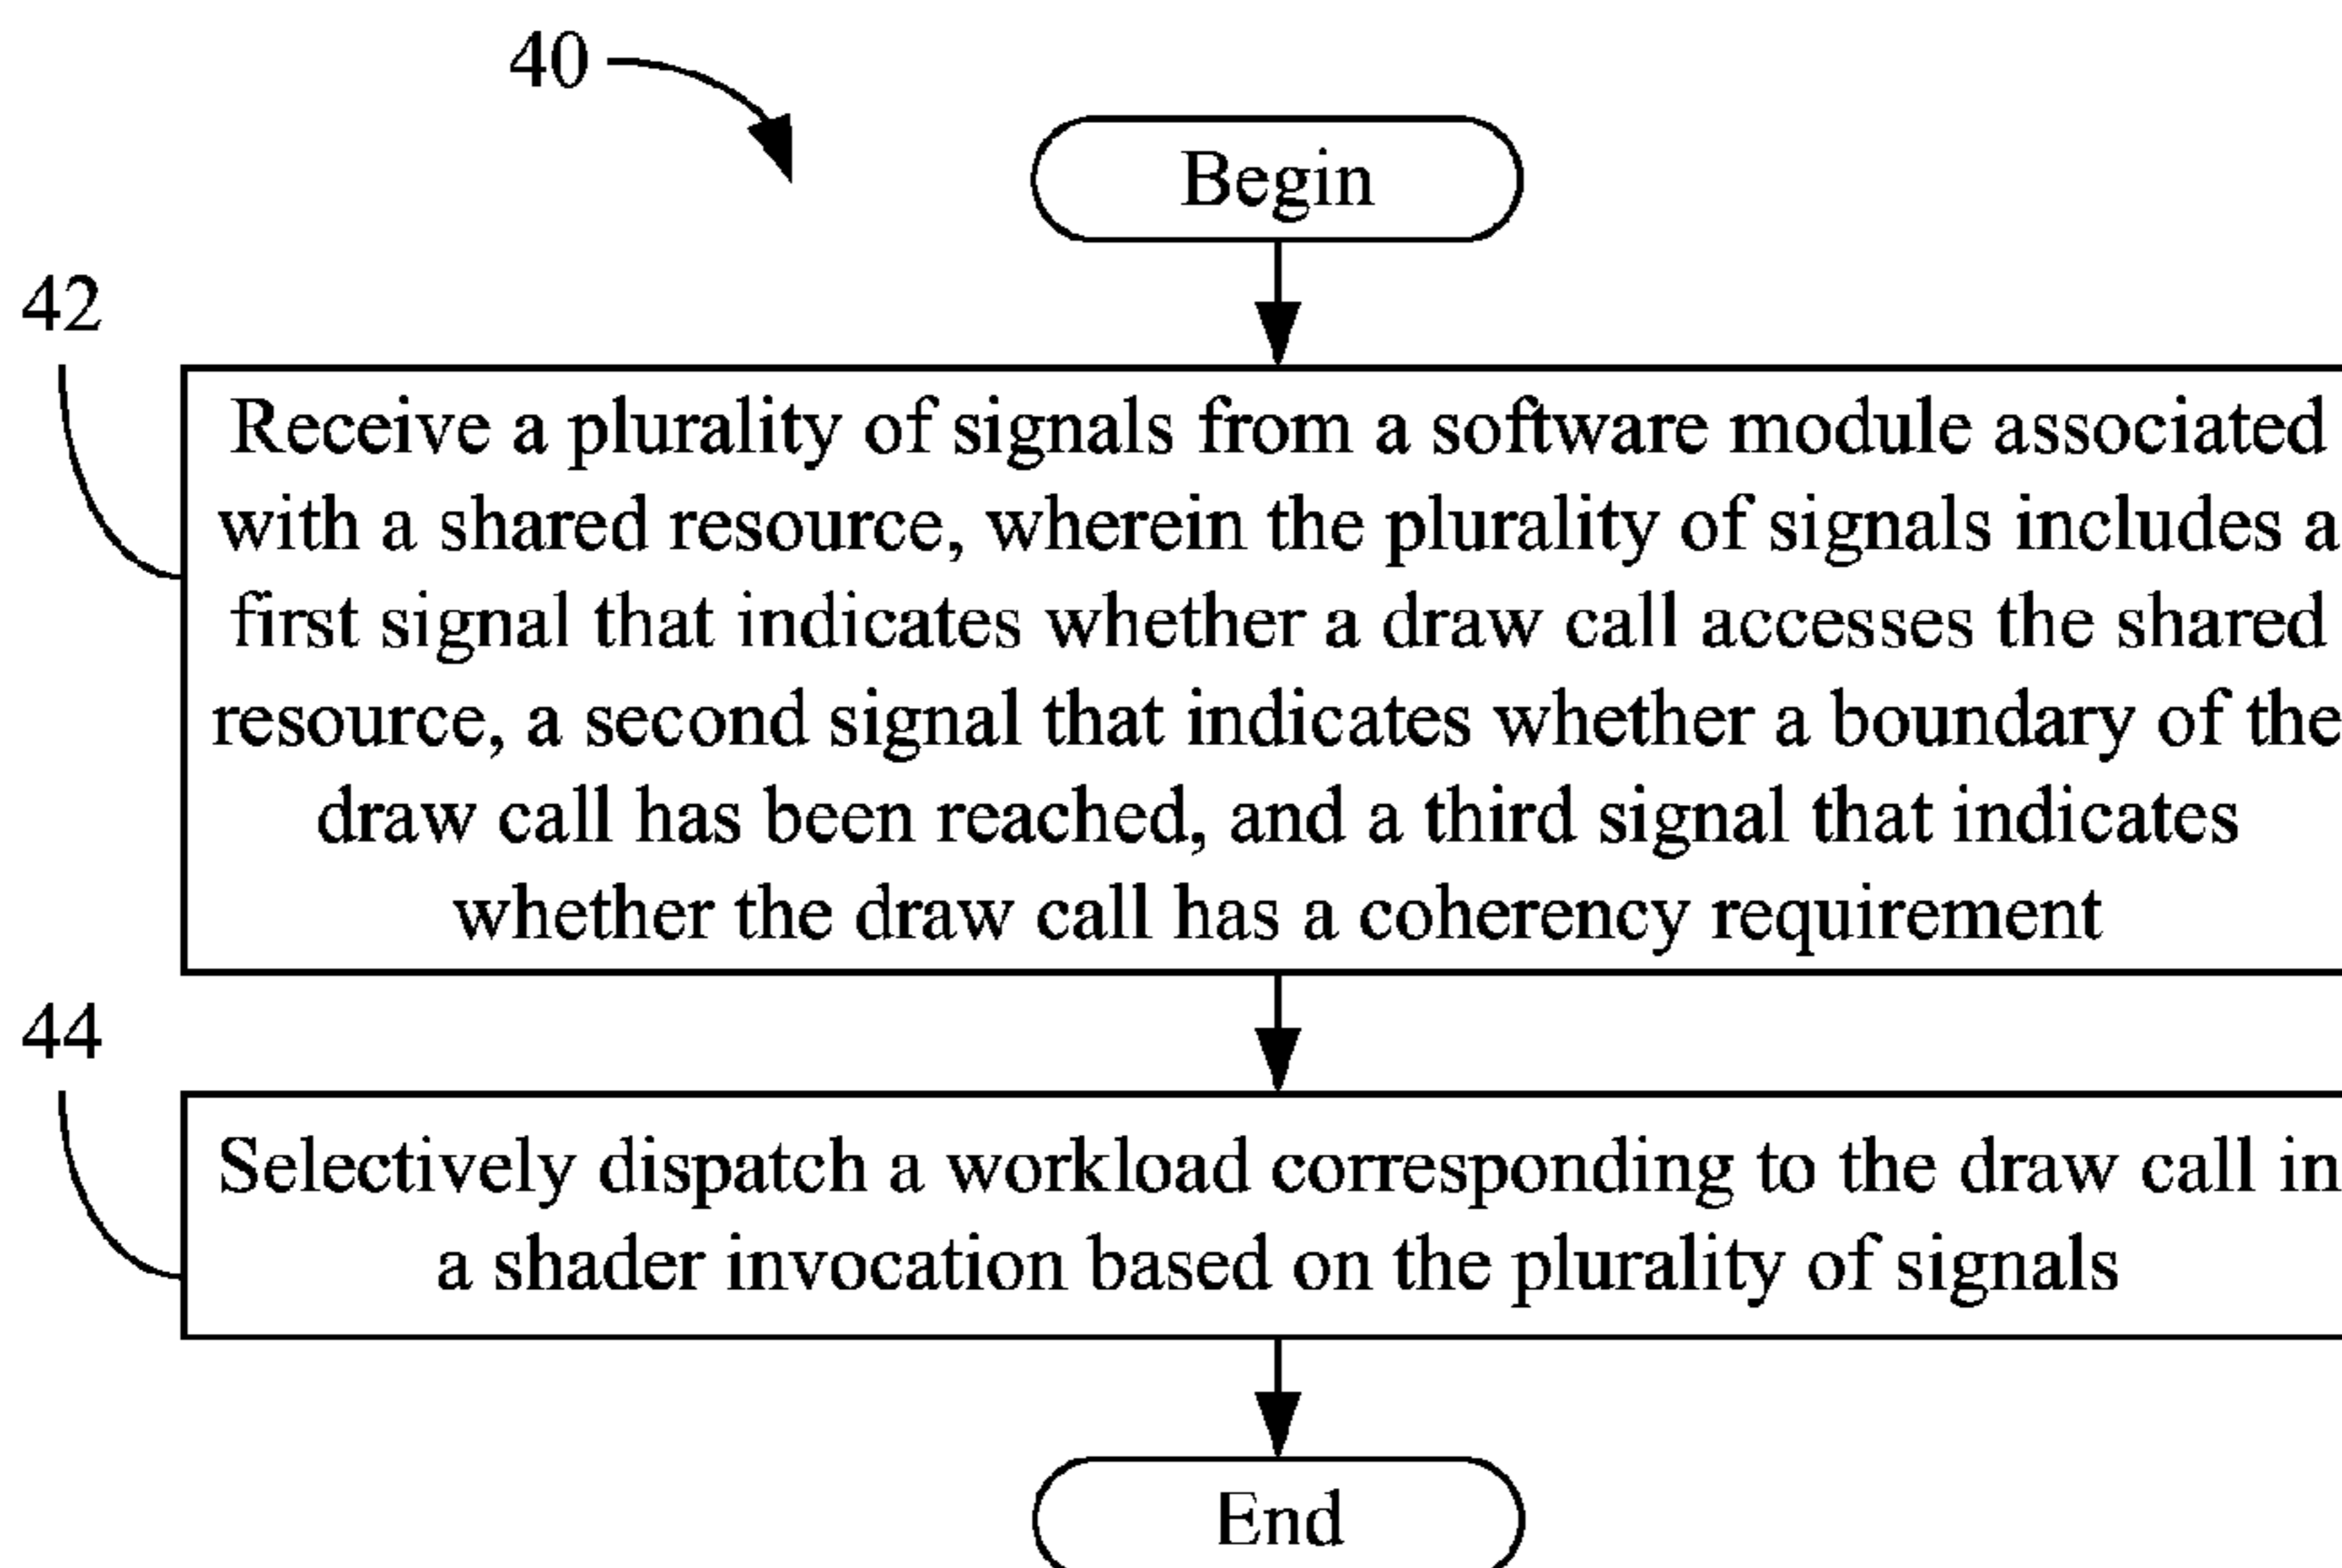 40
Begin
42
Receive a plurality of signals from a software module associated
with a shared resource, wherein the plurality of signals includes a
first signal that indicates whether a draw call accesses the shared
resource, a second signal that indicates whether a boundary of the
draw call has been reached, and a third signal that indicates
whether the draw call has a coherency requirement
44
Selectively dispatch a workload corresponding to the draw call in
a shader invocation based on the plurality of signals
End